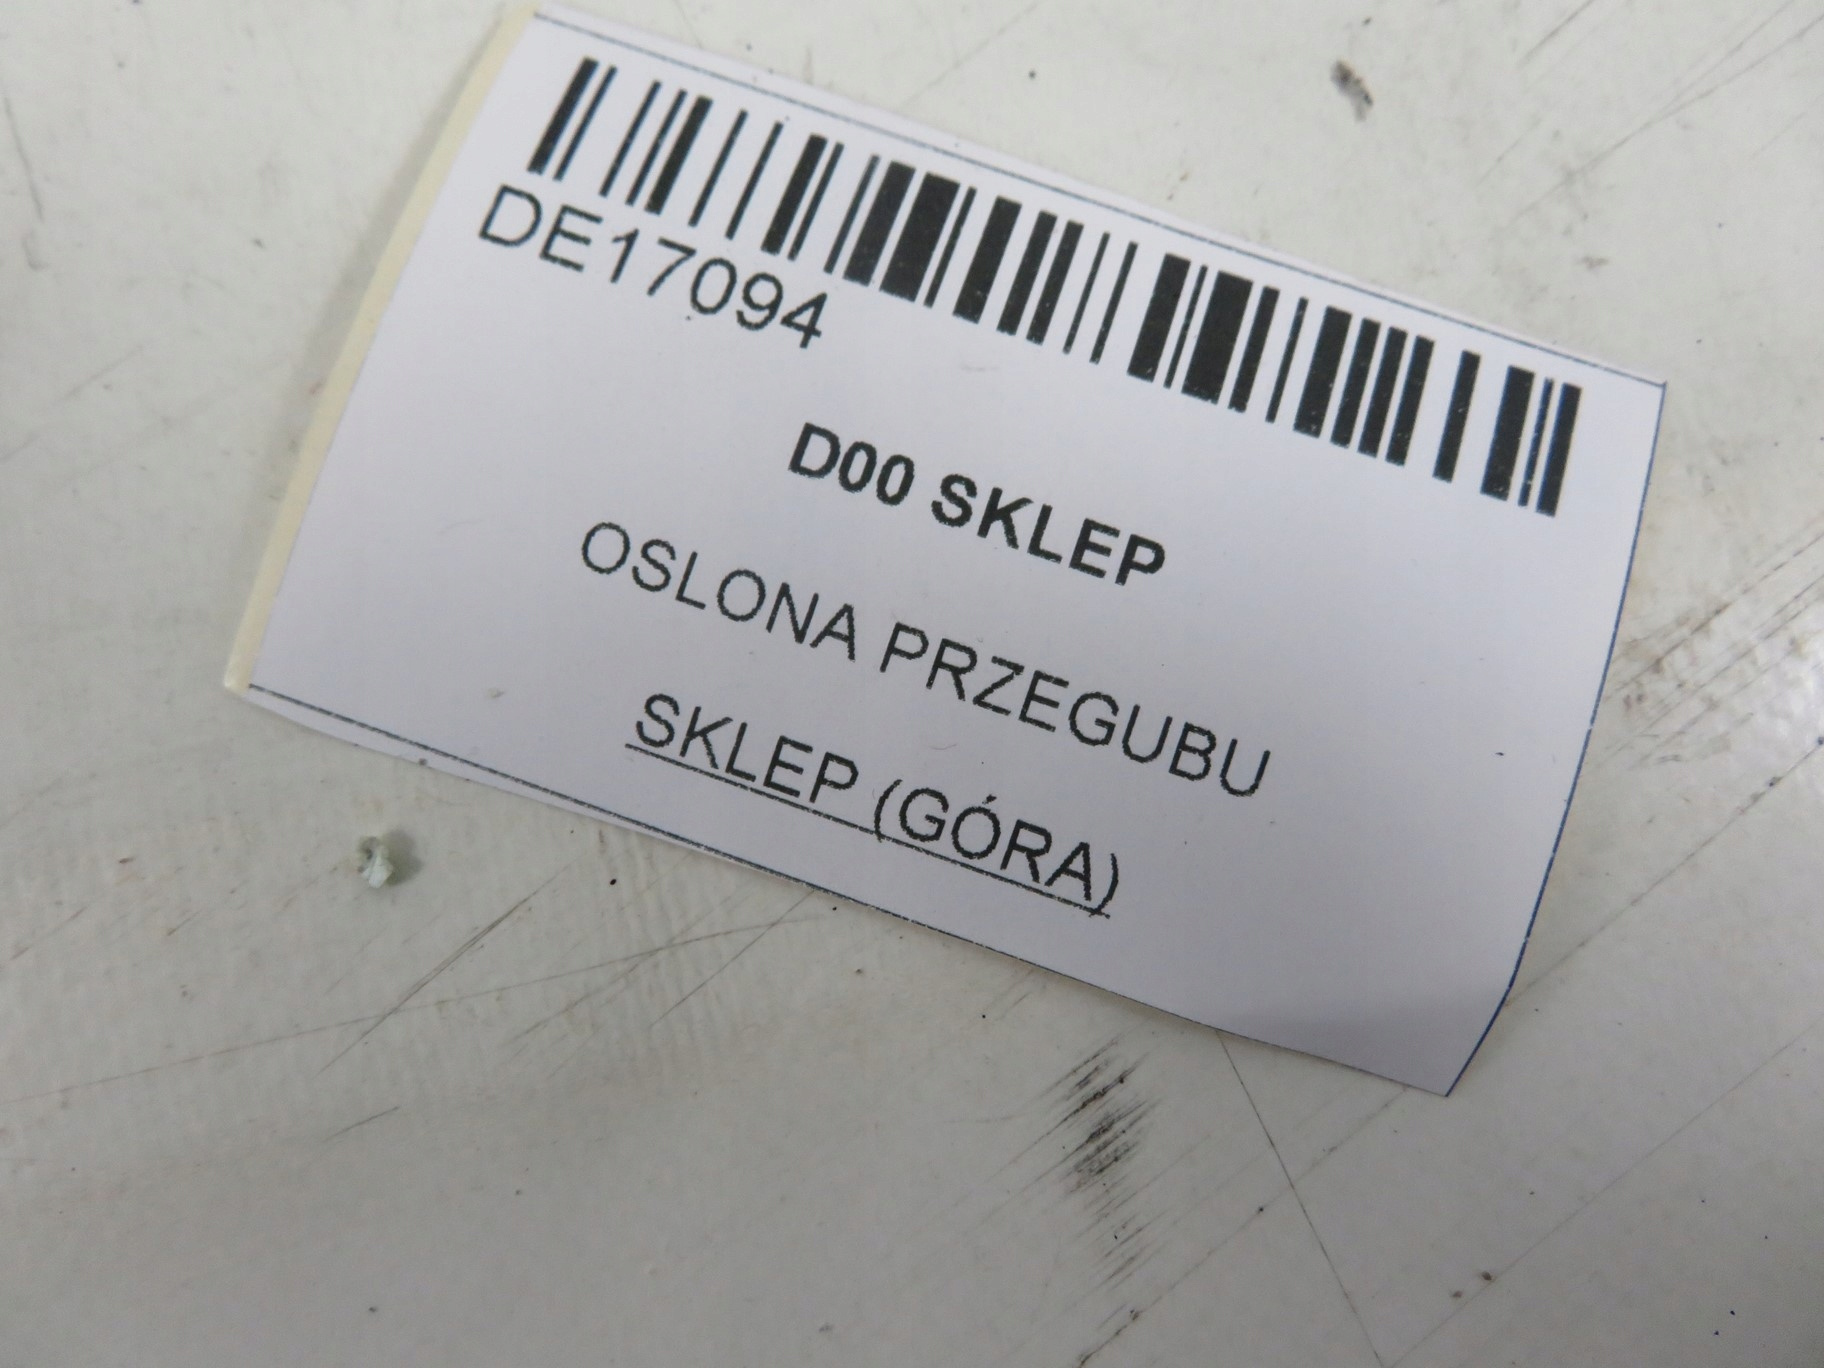 DE17094
D00 SKLEP
OSLONA PRZEGUBU
SKLEP (GÓRA)